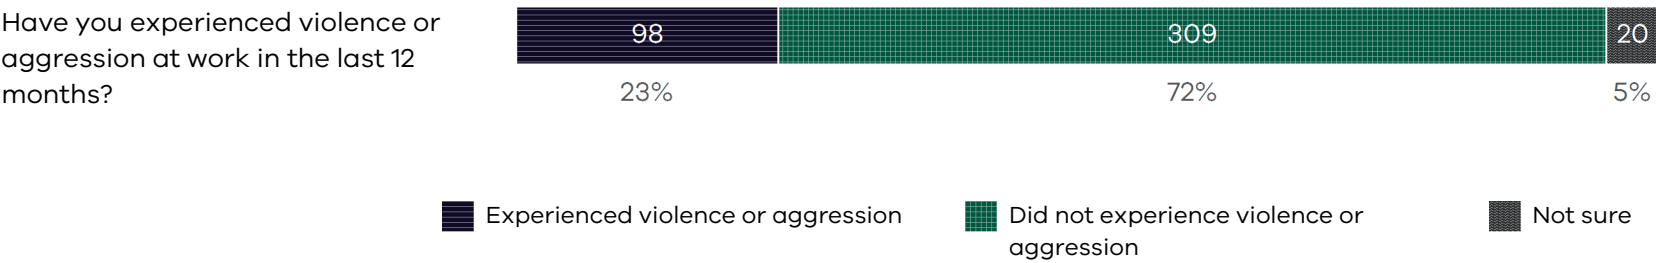 Have you experienced violence or
aggression at work in the last 12
months?
98
309
20
23%
72%
5%
Experienced violence or aggression
Did not experience violence or
aggression
Not sure